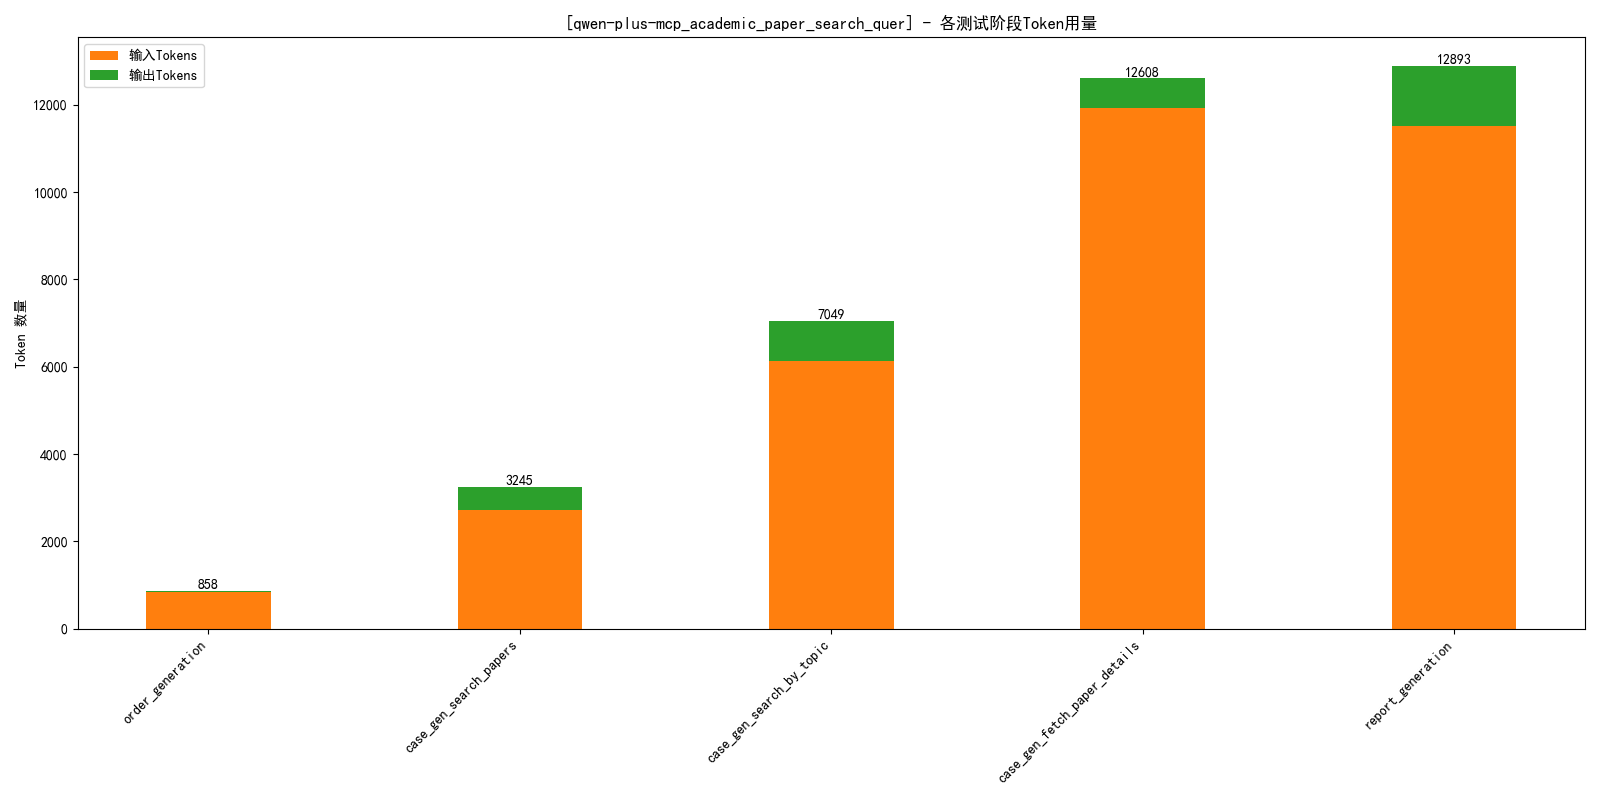 [qwen-plus-mcp_academic_paper_search_quer] - 各测试阶段Token用量
输入Tokens
输出Tokens
Token 数量
12000
10000
8000
6000
4000
2000
0
858
3245
7049
12608
12893
order_generation
case_gen_search_papers
case_gen_search_by_topic
case_gen_fetch_paper_details
report_generation